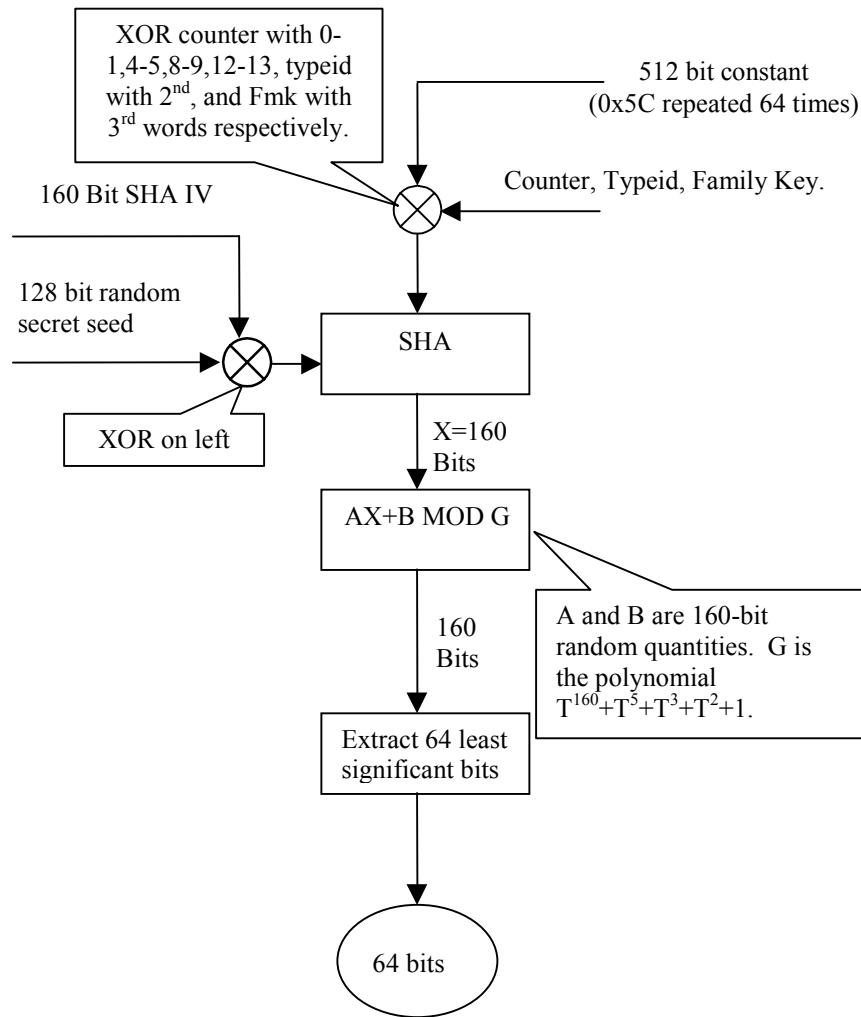 XOR counter with 0-
1,4-5,8-9,12-13, typeid
with 2nd, and Fmk with
3rd words respectively.
512 bit constant
(0x5C repeated 64 times)
160 Bit SHA IV
Counter, Typeid, Family Key.
128 bit random
secret seed
SHA
XOR on left
X=160
Bits
AX+B MOD G
160
Bits
A and B are 160-bit
random quantities. G is
the polynomial
T160+T5+T3+T2+1.
Extract 64 least
significant bits
64 bits